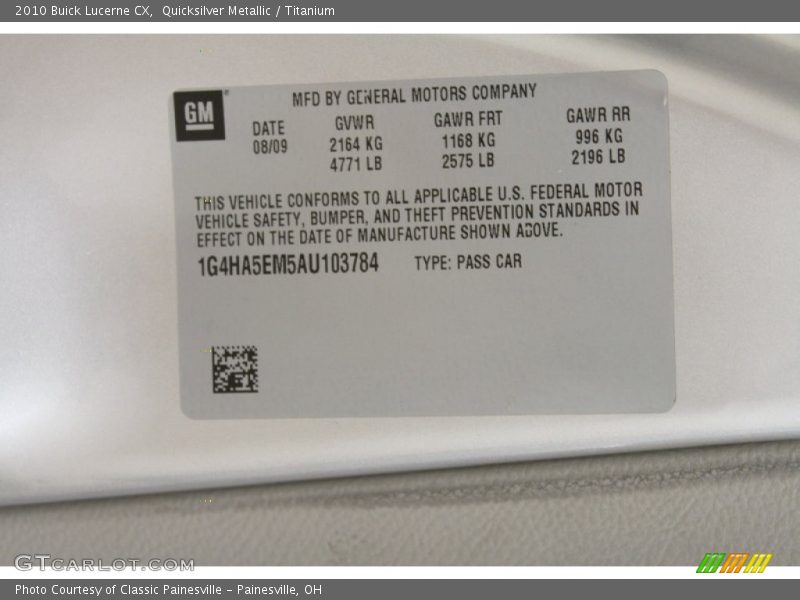 2010 Buick Lucerne CX, Quicksilver Metallic / Titanium
GM
MFD BY GENERAL MOTORS COMPANY
DATE GVWR GAWR FRT GAWR RR
08/09 2164 KG 1168 KG 996 KG
4771 LB 2575 LB 2196 LB
THIS VEHICLE CONFORMS TO ALL APPLICABLE U.S. FEDERAL MOTOR
VEHICLE SAFETY, BUMPER, AND THEFT PREVENTION STANDARDS IN
EFFECT ON THE DATE OF MANUFACTURE SHOWN ABOVE.
1G4HA5EM5AU103784 TYPE: PASS CAR
GTCARLOT.COM
Photo Courtesy of Classic Painesville - Painesville, OH